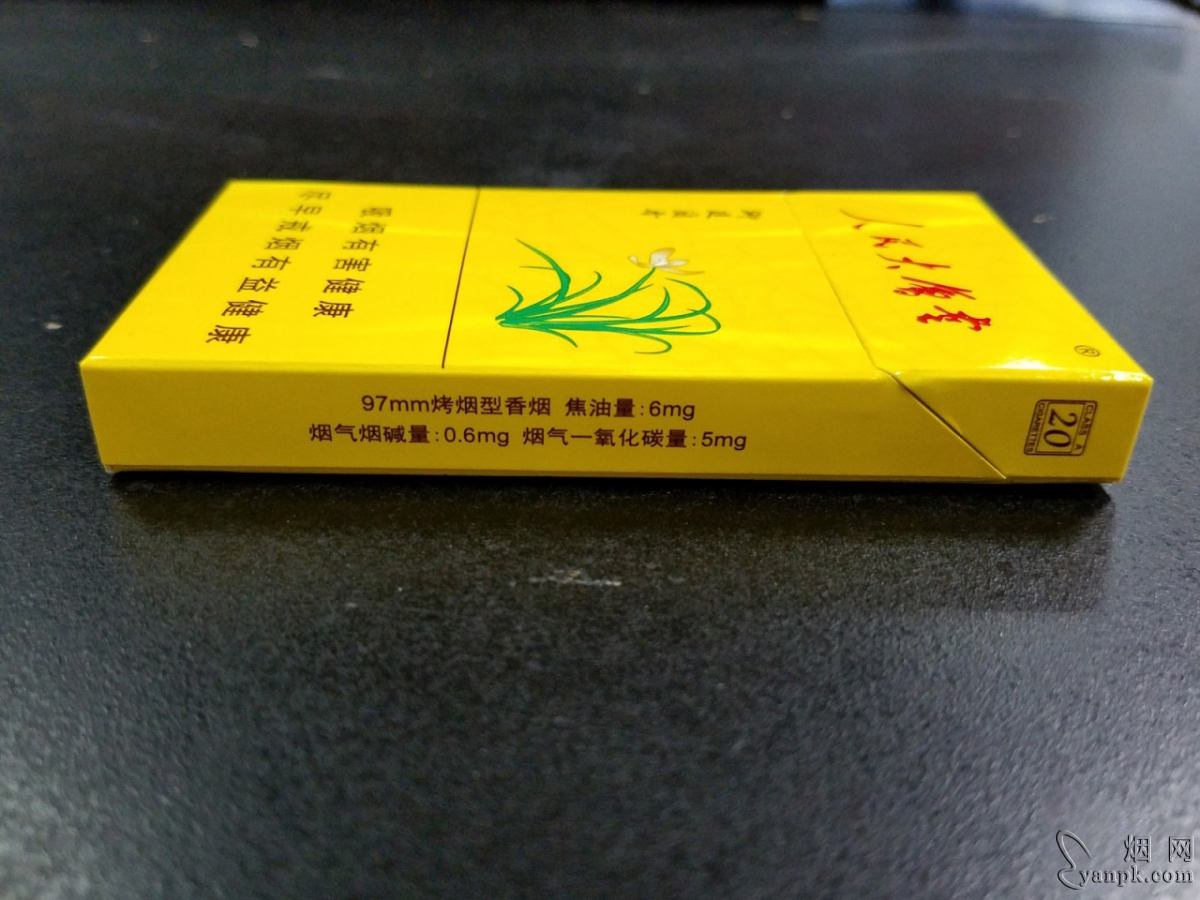 人民大会堂
®
吸烟有害健康
尽早戒烟有益健康
97mm烤烟型香烟 焦油量:6mg
烟气烟碱量:0.6mg 烟气一氧化碳量:5mg
CLASS A
20
CIGARETTES
烟网
yanpk.com